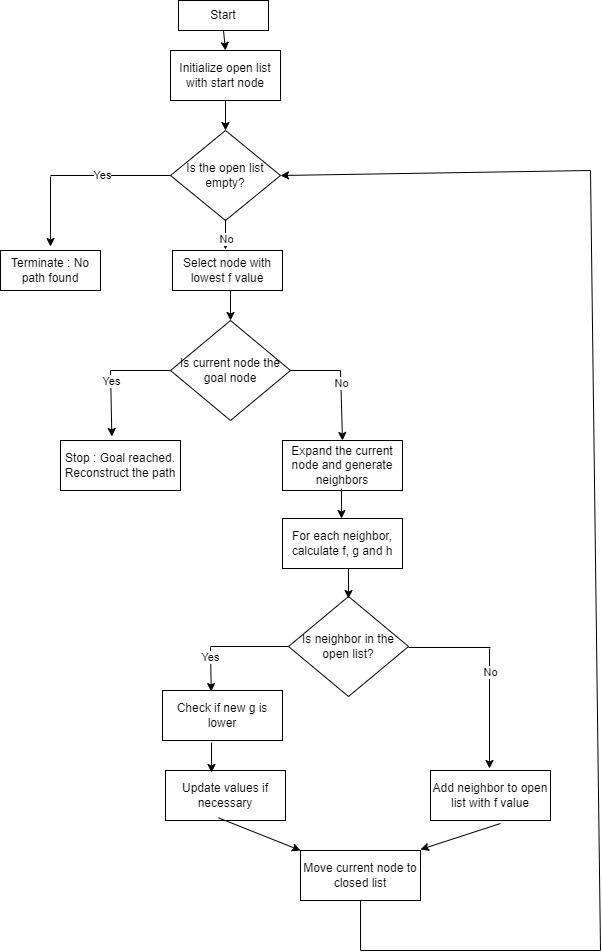 Start
Initialize open list
with start node
Is the open list
empty?
Yes
No
Terminate : No
path found
Select node with
lowest f value
Is current node the
goal node
Yes
No
Stop : Goal reached.
Reconstruct the path
Expand the current
node and generate
neighbors
For each neighbor,
calculate f, g and h
Is neighbor in the
open list?
Yes
No
Check if new g is
lower
Update values if
necessary
Add neighbor to open
list with f value
Move current node to
closed list